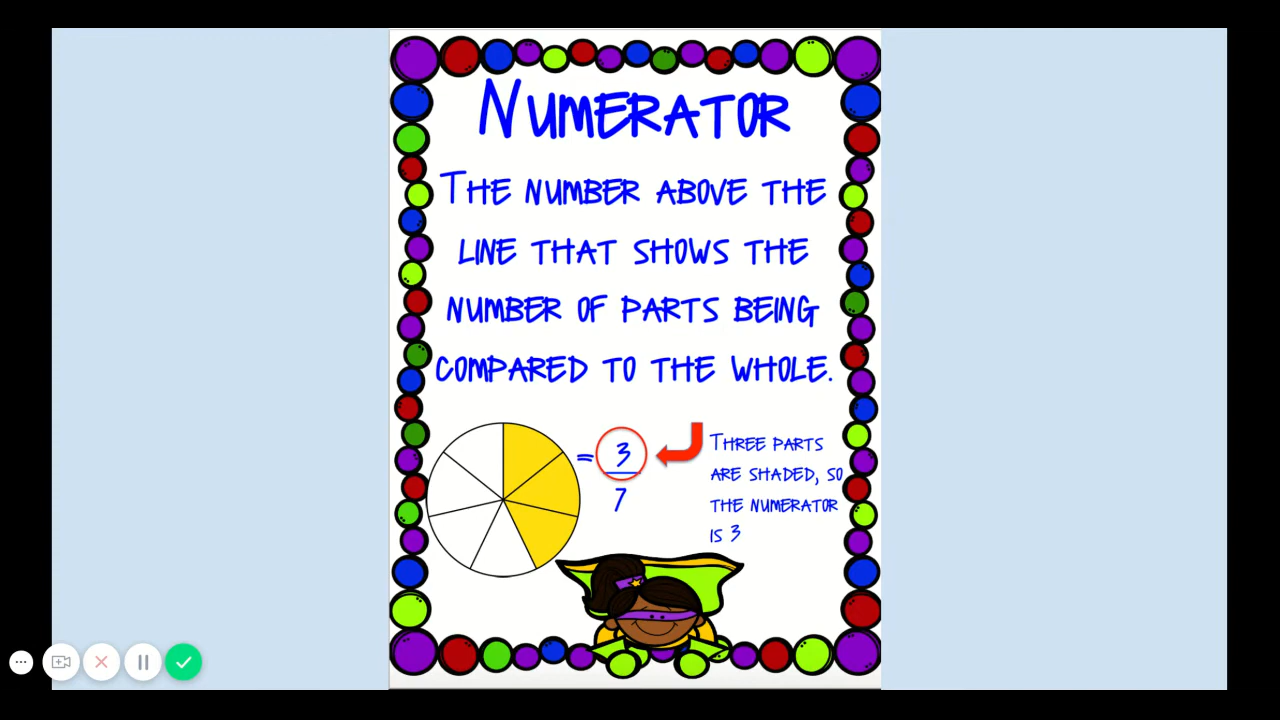 NUMERATOR
THE NUMBER ABOVE THE
LINE THAT SHOWS THE
NUMBER OF PARTS BEING
COMPARED TO THE WHOLE.
= 3
7
THREE PARTS
ARE SHADED, SO
THE NUMERATOR
IS 3